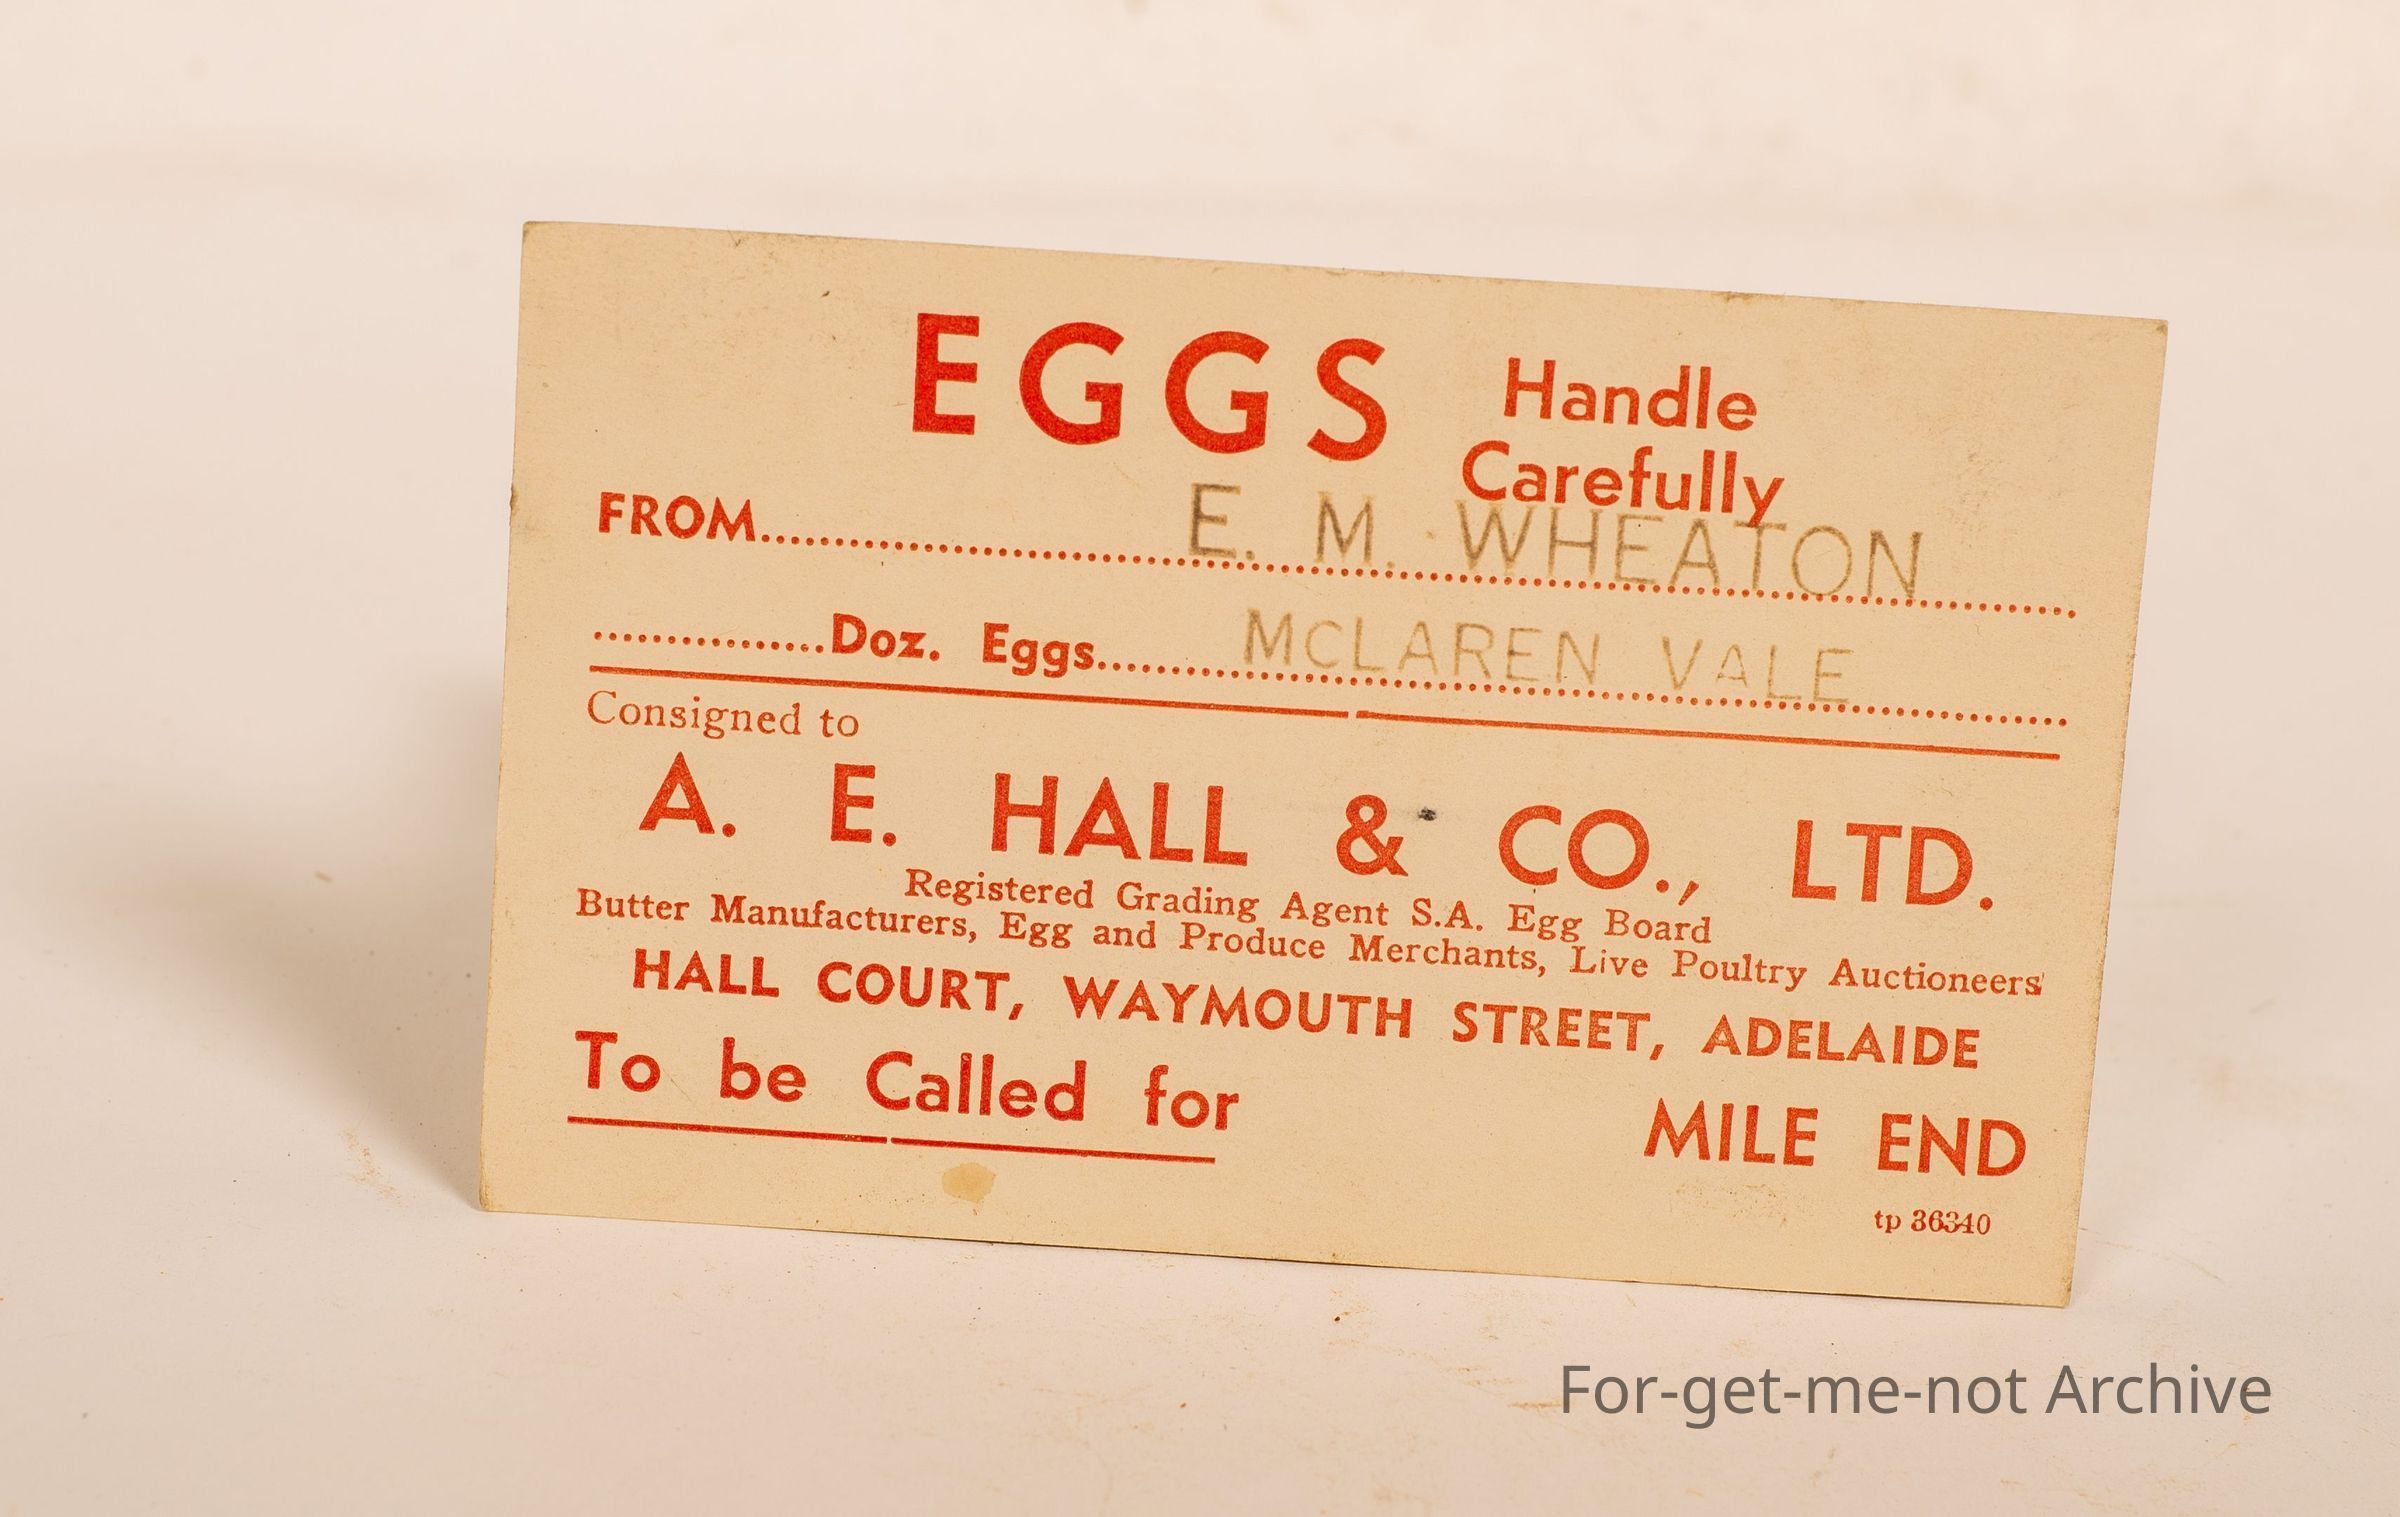 EGGS Handle
Carefully
FROM.............E. M. WHEATON
................Doz. Eggs........MCLAREN VALE
Consigned to
A. E. HALL & CO., LTD.
Registered Grading Agent S.A. Egg Board
Butter Manufacturers, Egg and Produce Merchants, Live Poultry Auctioneers
HALL COURT, WAYMOUTH STREET, ADELAIDE
To be Called for
MILE END
tp 36340
For-get-me-not Archive